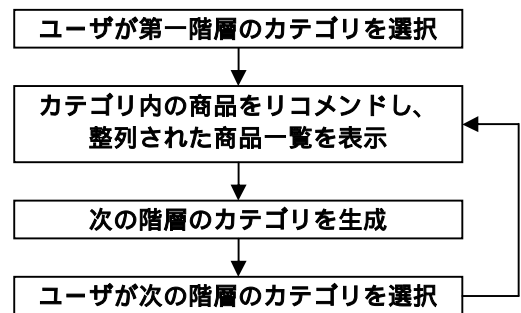 ユーザが第一階層のカテゴリを選択
カテゴリ内の商品をリコメンドし、
整列された商品一覧を表示
次の階層のカテゴリを生成
ユーザが次の階層のカテゴリを選択